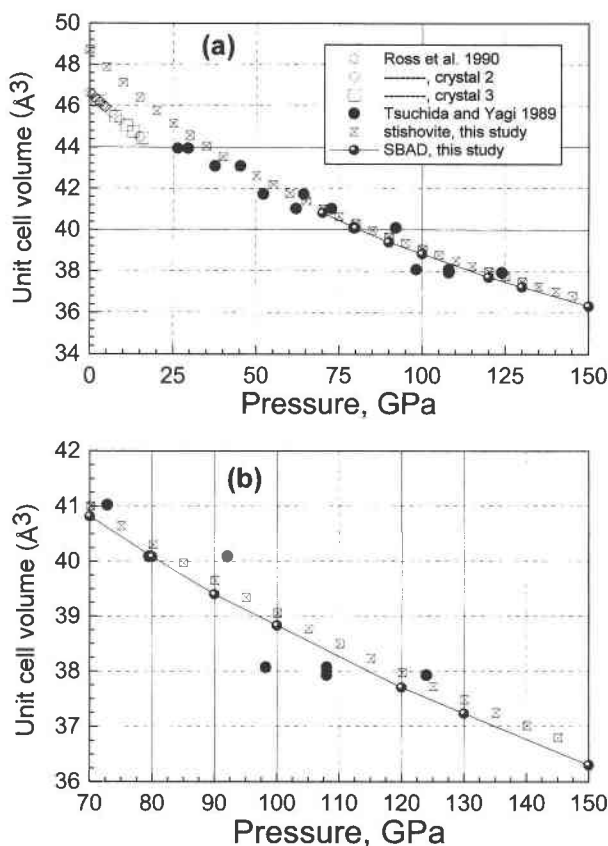 50
48
46
44
42
40
38
36
34
Unit cell volume (Å3)
(a)
Ross et al. 1990
———, crystal 2
———, crystal 3
Tsuchida and Yagi 1989
stishovite, this study
SBAD, this study
0 25 50 75 100 125 150
Pressure, GPa
42
41
40
39
38
37
36
Unit cell volume (Å3)
(b)
70 80 90 100 110 120 130 140 150
Pressure, GPa